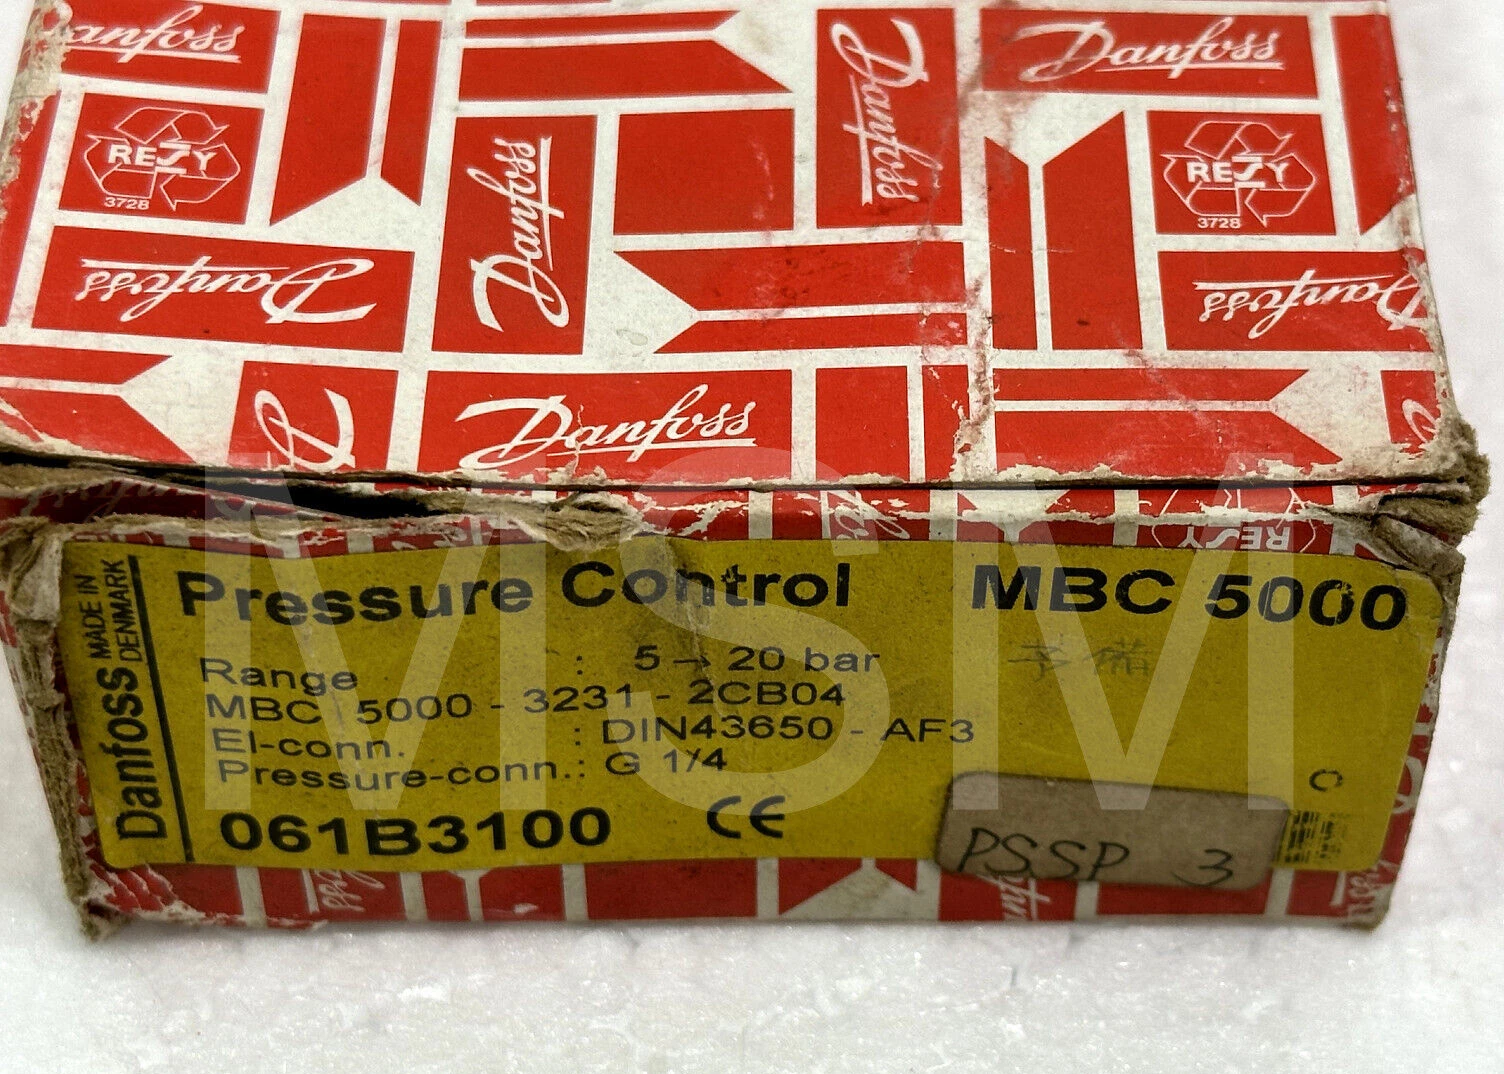 Danfoss
Danfoss
Danfoss
RESY
3728
RESY
3728
Danfoss
Danfoss
Danfoss
Danfoss
RESY
MADE IN
DENMARK
Danfoss
Pressure Control MBC 5000
予備
Range : 5 → 20 bar
MBC 5000 - 3231 - 2CB04
El-conn. : DIN43650 - AF3
Pressure-conn.: G 1/4
061B3100 CE
PSSP 3
MSM